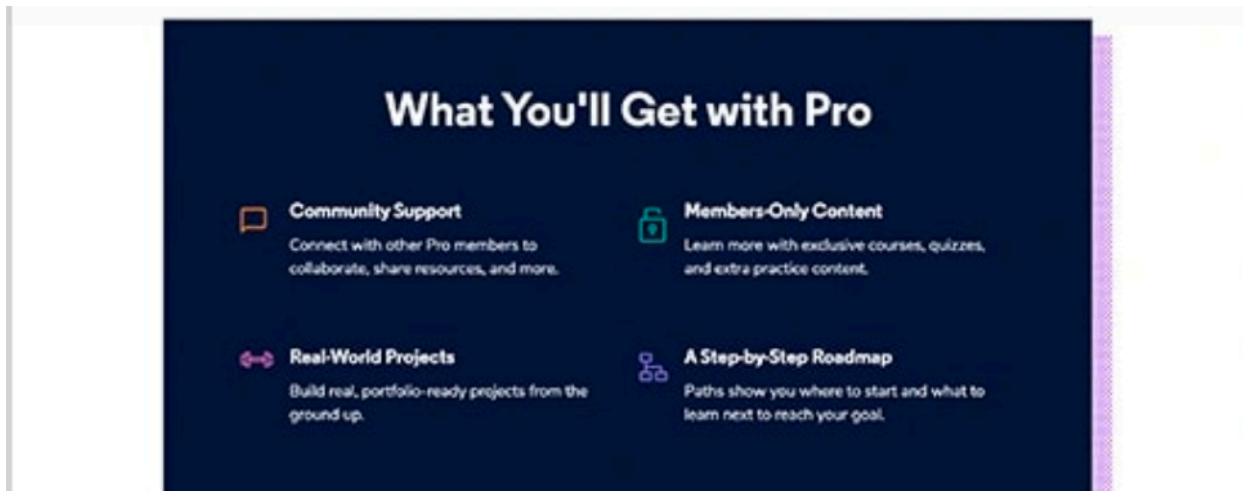 What You'll Get with Pro
Community Support
Connect with other Pro members to
collaborate, share resources, and more.
Members-Only Content
Learn more with exclusive courses, quizzes,
and extra practice content.
Real-World Projects
Build real, portfolio-ready projects from the
ground up.
A Step-by-Step Roadmap
Paths show you where to start and what to
learn next to reach your goal.